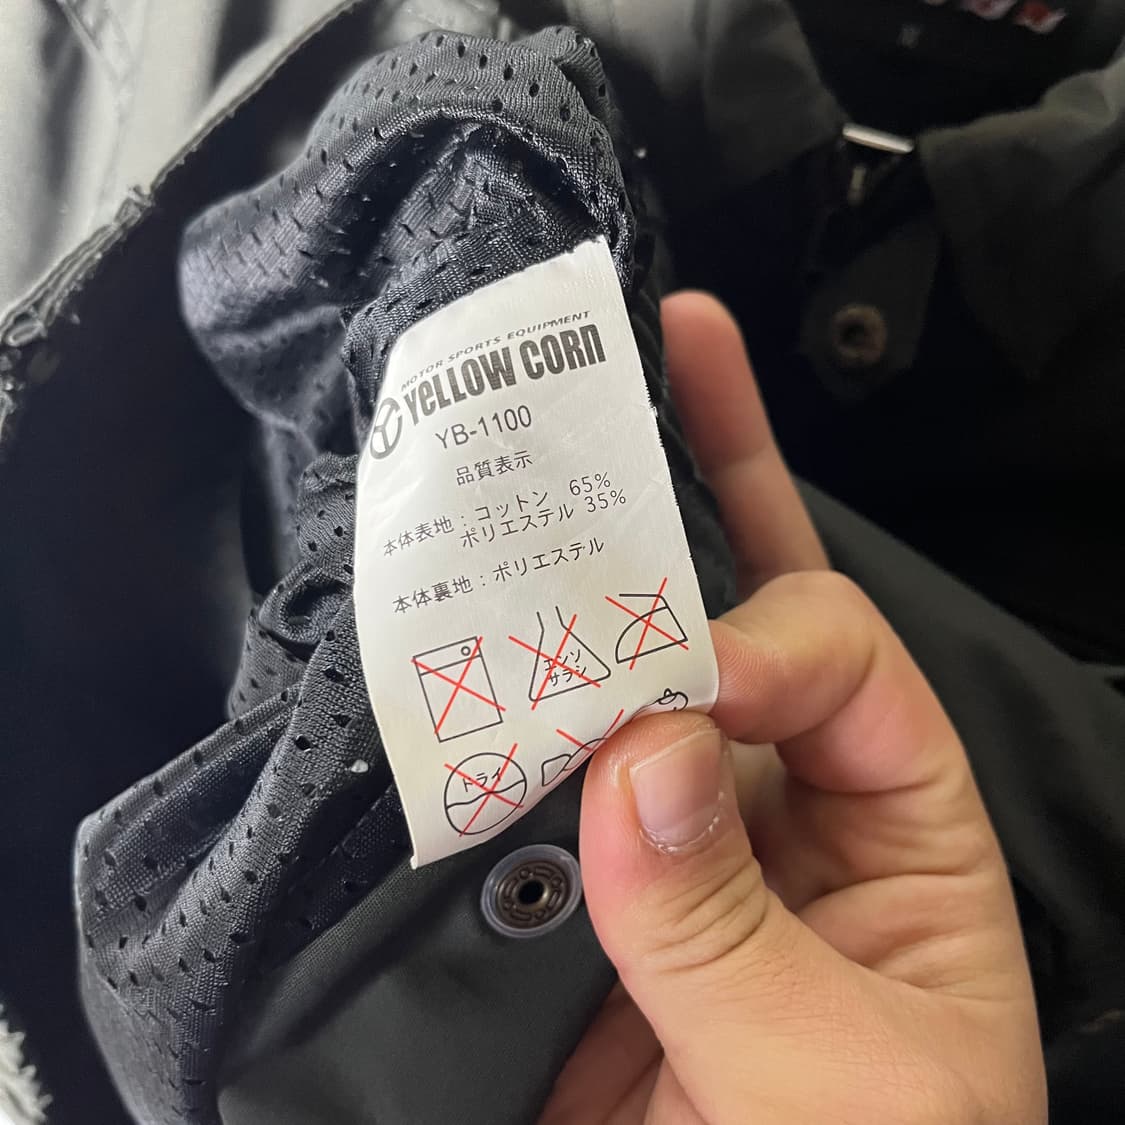 MOTOR SPORTS EQUIPMENT
YELLOW CORN
YB-1100
品質表示
本体表地：コットン 65%
ポリエステル 35%
本体裏地：ポリエステル
エンソ
サラシ
ドライ